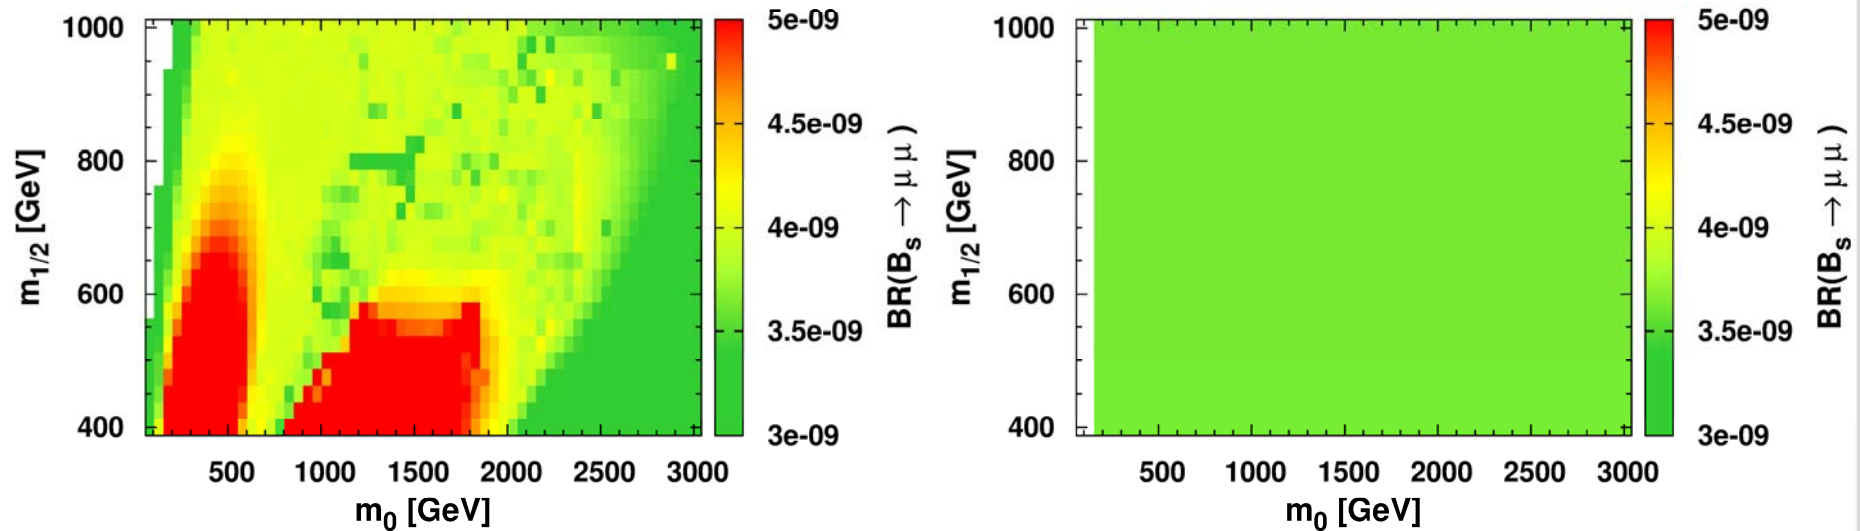 1000
800
600
400
m1/2 [GeV]
500 1000 1500 2000 2500 3000
m0 [GeV]
5e-09
4.5e-09
4e-09
3.5e-09
3e-09
BR(Bs → μ μ )
1000
800
600
400
m1/2 [GeV]
500 1000 1500 2000 2500 3000
m0 [GeV]
5e-09
4.5e-09
4e-09
3.5e-09
3e-09
BR(Bs → μ μ )